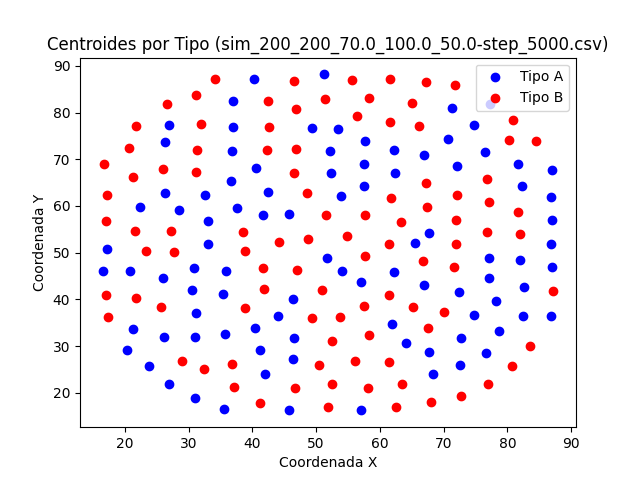 Centroides por Tipo (sim_200_200_70.0_100.0_50.0-step_5000.csv)
Tipo A
Tipo B
90
80
70
60
50
40
30
20
Coordenada Y
20 30 40 50 60 70 80 90
Coordenada X